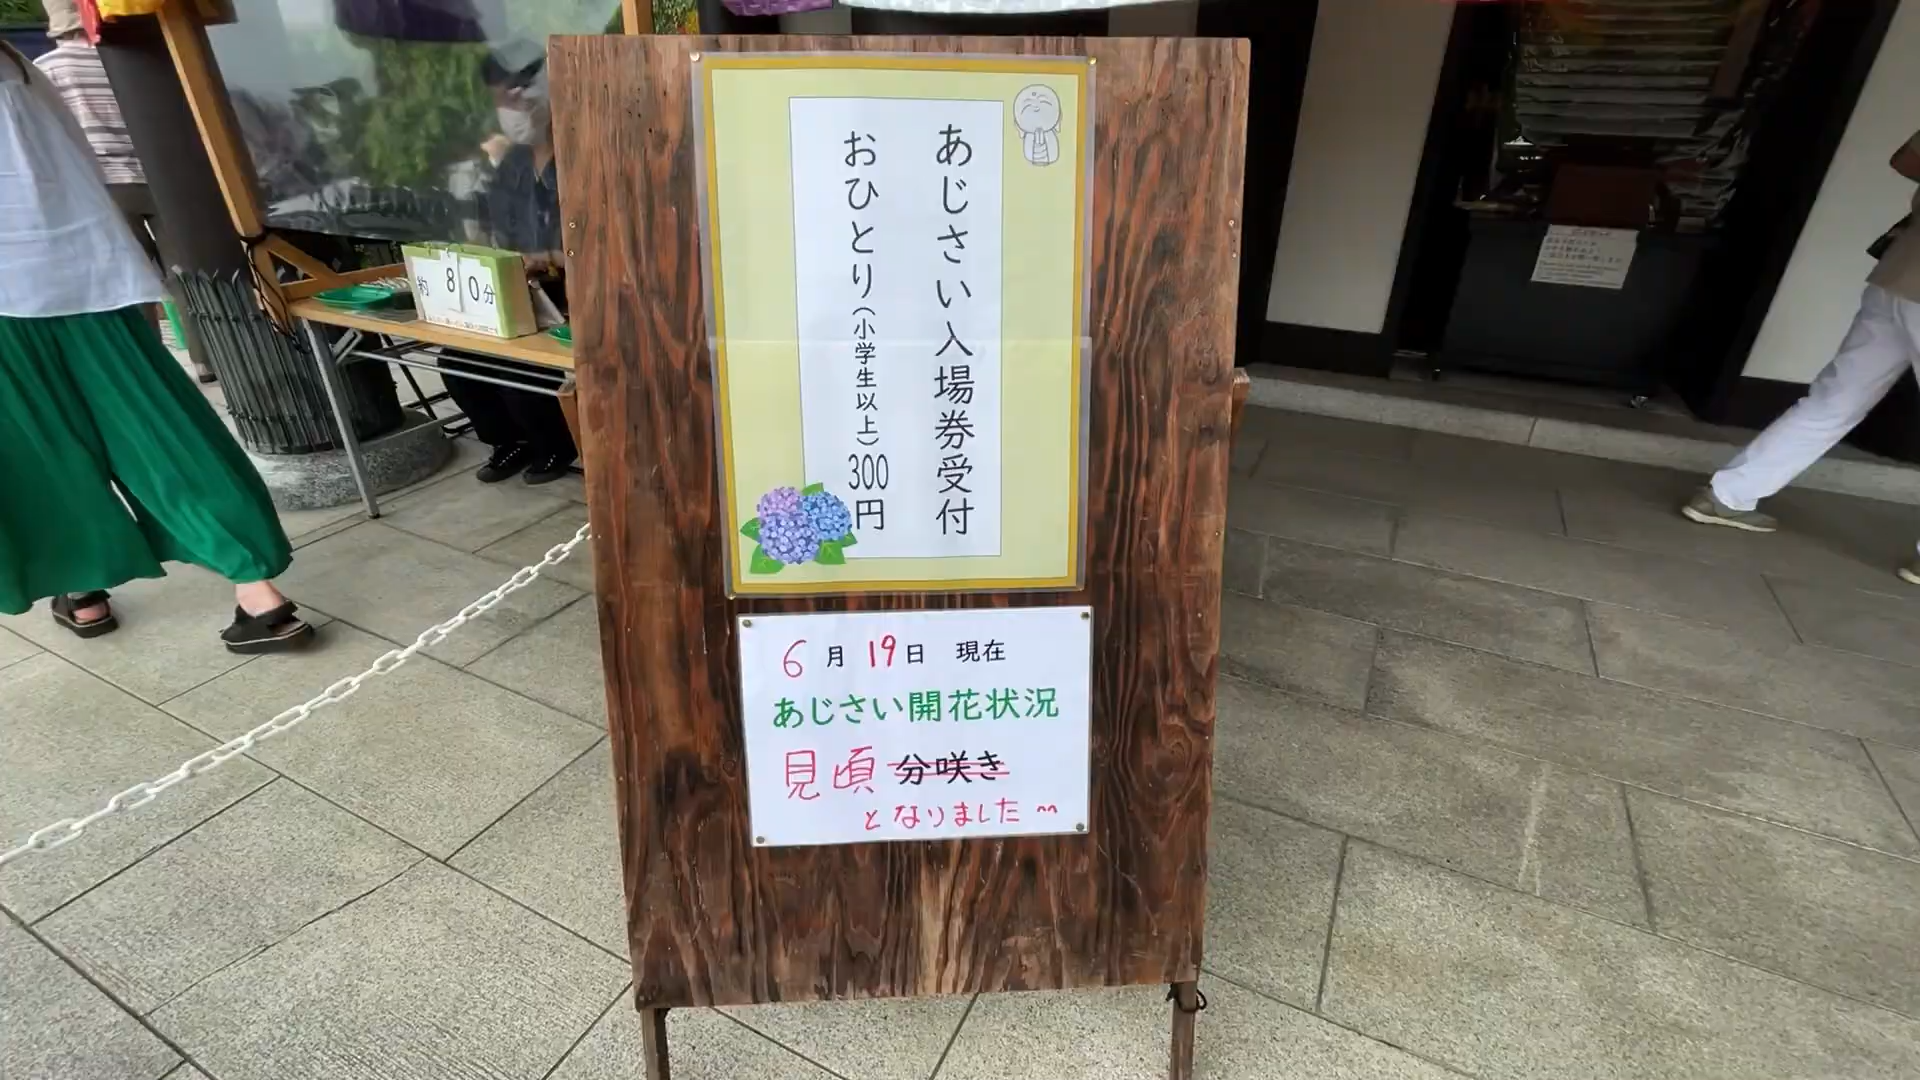 あじさい入場券受付
おひとり(小学生以上)300円
6月19日 現在
あじさい開花状況
見頃 分咲き
となりました〜
約80分